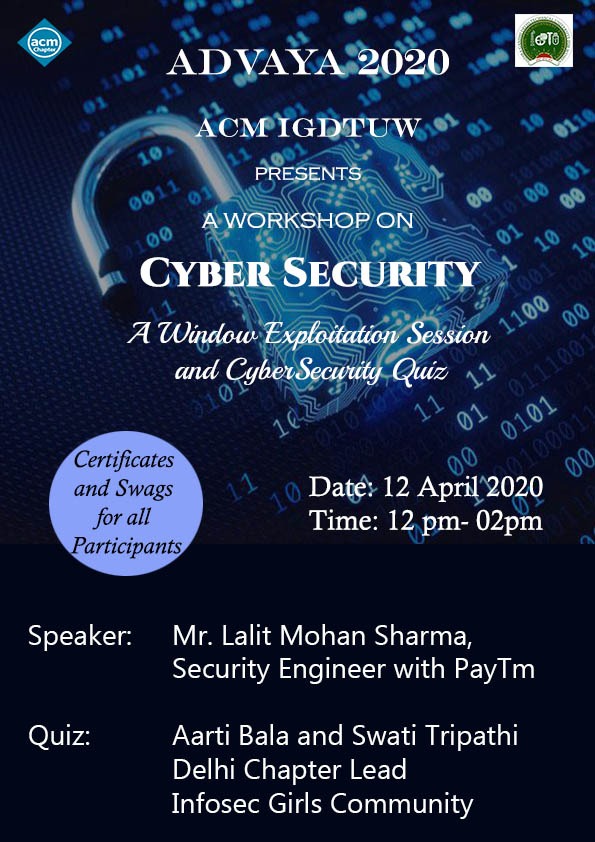 acm
Chapter
ADVAYA 2020
ACM IGDTUW
PRESENTS
A WORKSHOP ON
CYBER SECURITY
A Window Exploitation Session
and CyberSecurity Quiz
Certificates
and Swags
for all
Participants
Date: 12 April 2020
Time: 12 pm- 02pm
Speaker: Mr. Lalit Mohan Sharma,
Security Engineer with PayTm
Quiz: Aarti Bala and Swati Tripathi
Delhi Chapter Lead
Infosec Girls Community